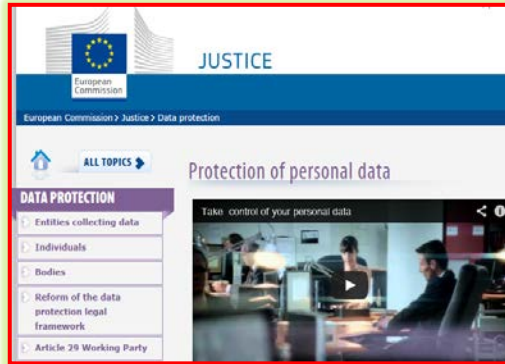 JUSTICE
European
Commission
European Commission > Justice > Data protection
ALL TOPICS
Protection of personal data
DATA PROTECTION
Entities collecting data
Individuals
Bodies
Reform of the data
protection legal
framework
Article 29 Working Party
Take control of your personal data